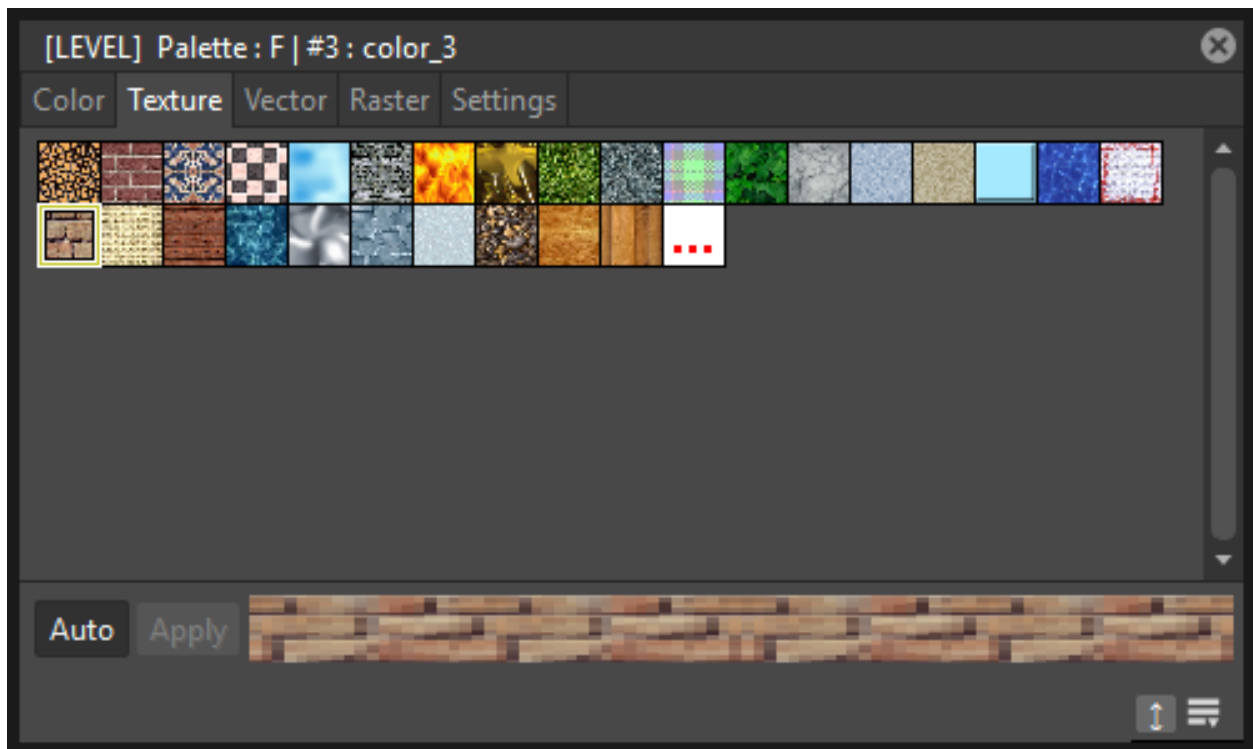 [LEVEL] Palette : F | #3 : color_3
Color Texture Vector Raster Settings
...
Auto Apply